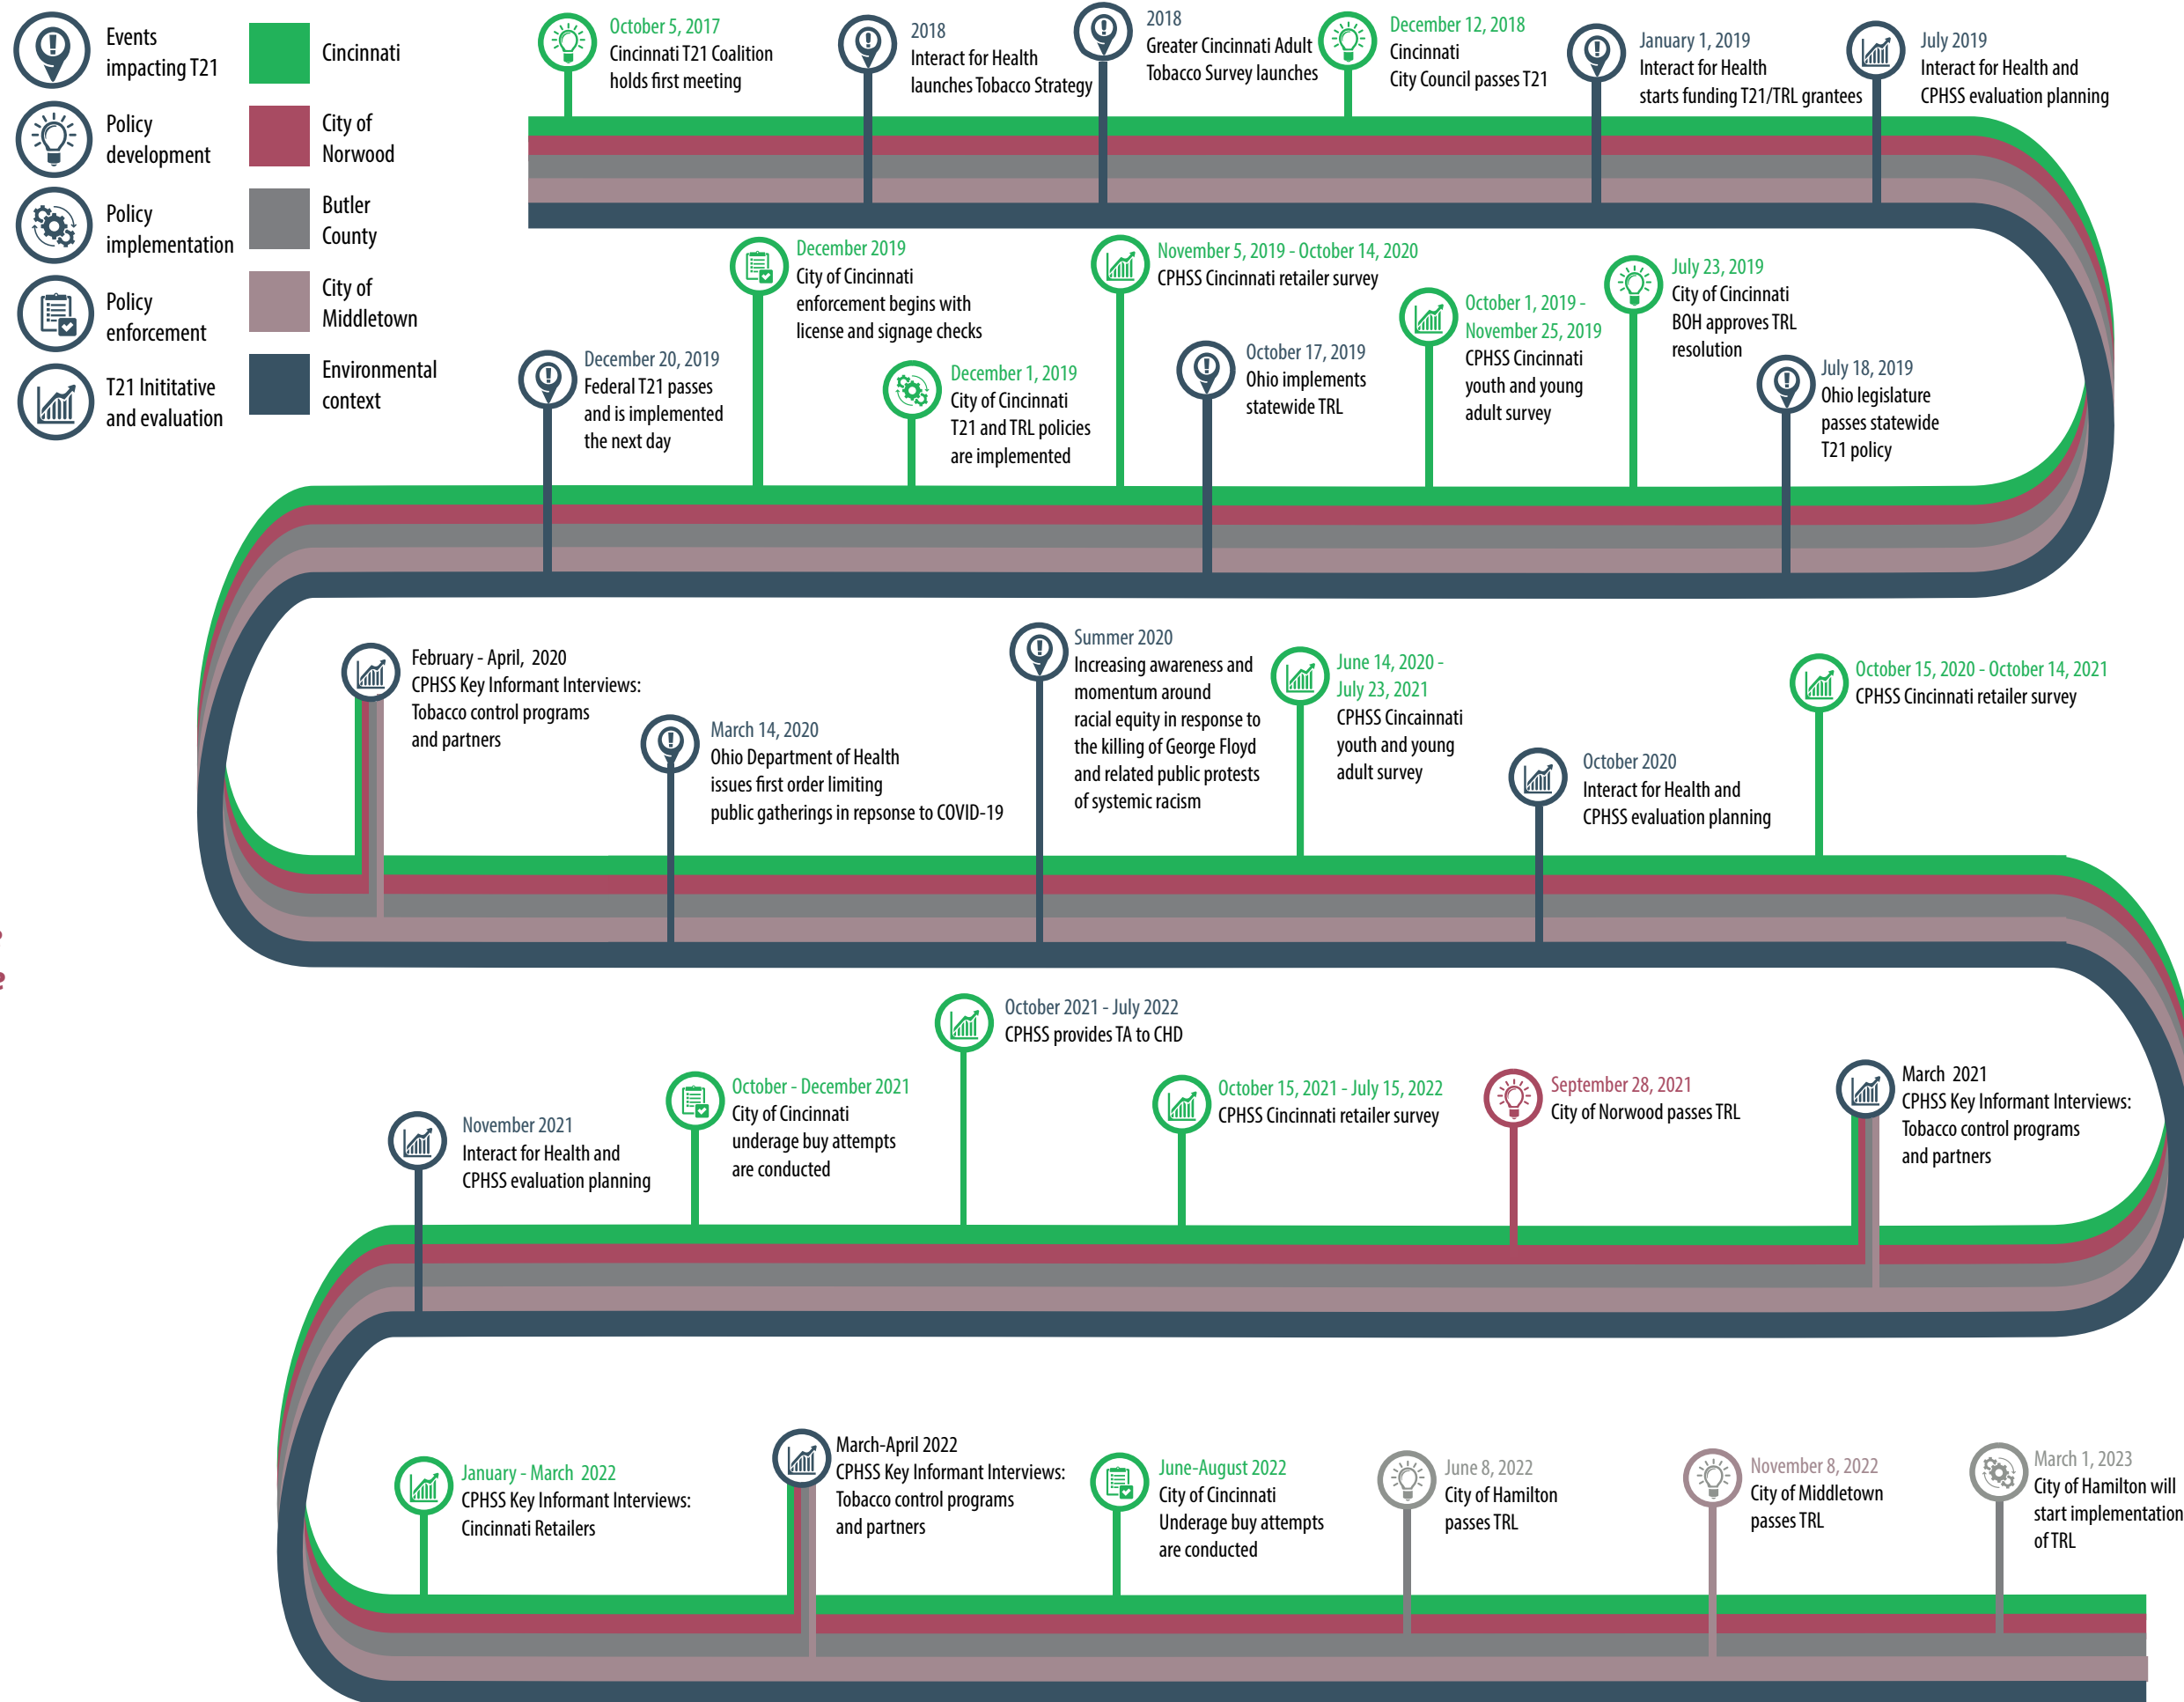 Events
impacting T21
Policy
development
Policy
implementation
Policy
enforcement
T21 Inititative
and evaluation
Cincinnati
City of
Norwood
Butler
County
City of
Middletown
Environmental
context
October 5, 2017
Cincinnati T21 Coalition
holds first meeting
2018
Interact for Health
launches Tobacco Strategy
2018
Greater Cincinnati Adult
Tobacco Survey launches
December 12, 2018
Cincinnati
City Council passes T21
January 1, 2019
Interact for Health
starts funding T21/TRL grantees
July 2019
Interact for Health and
CPHSS evaluation planning
December 20, 2019
Federal T21 passes
and is implemented
the next day
December 2019
City of Cincinnati
enforcement begins with
license and signage checks
December 1, 2019
City of Cincinnati
T21 and TRL policies
are implemented
November 5, 2019 - October 14, 2020
CPHSS Cincinnati retailer survey
October 17, 2019
Ohio implements
statewide TRL
October 1, 2019 -
November 25, 2019
CPHSS Cincinnati
youth and young
adult survey
July 23, 2019
City of Cincinnati
BOH approves TRL
resolution
July 18, 2019
Ohio legislature
passes statewide
T21 policy
February - April, 2020
CPHSS Key Informant Interviews:
Tobacco control programs
and partners
March 14, 2020
Ohio Department of Health
issues first order limiting
public gatherings in repsonse to COVID-19
Summer 2020
Increasing awareness and
momentum around
racial equity in response to
the killing of George Floyd
and related public protests
of systemic racism
June 14, 2020 -
July 23, 2021
CPHSS Cincainnati
youth and young
adult survey
October 2020
Interact for Health and
CPHSS evaluation planning
October 15, 2020 - October 14, 2021
CPHSS Cincinnati retailer survey
November 2021
Interact for Health and
CPHSS evaluation planning
October - December 2021
City of Cincinnati
underage buy attempts
are conducted
October 2021 - July 2022
CPHSS provides TA to CHD
October 15, 2021 - July 15, 2022
CPHSS Cincinnati retailer survey
September 28, 2021
City of Norwood passes TRL
March 2021
CPHSS Key Informant Interviews:
Tobacco control programs
and partners
January - March 2022
CPHSS Key Informant Interviews:
Cincinnati Retailers
March-April 2022
CPHSS Key Informant Interviews:
Tobacco control programs
and partners
June-August 2022
City of Cincinnati
Underage buy attempts
are conducted
June 8, 2022
City of Hamilton
passes TRL
November 8, 2022
City of Middletown
passes TRL
March 1, 2023
City of Hamilton will
start implementation
of TRL